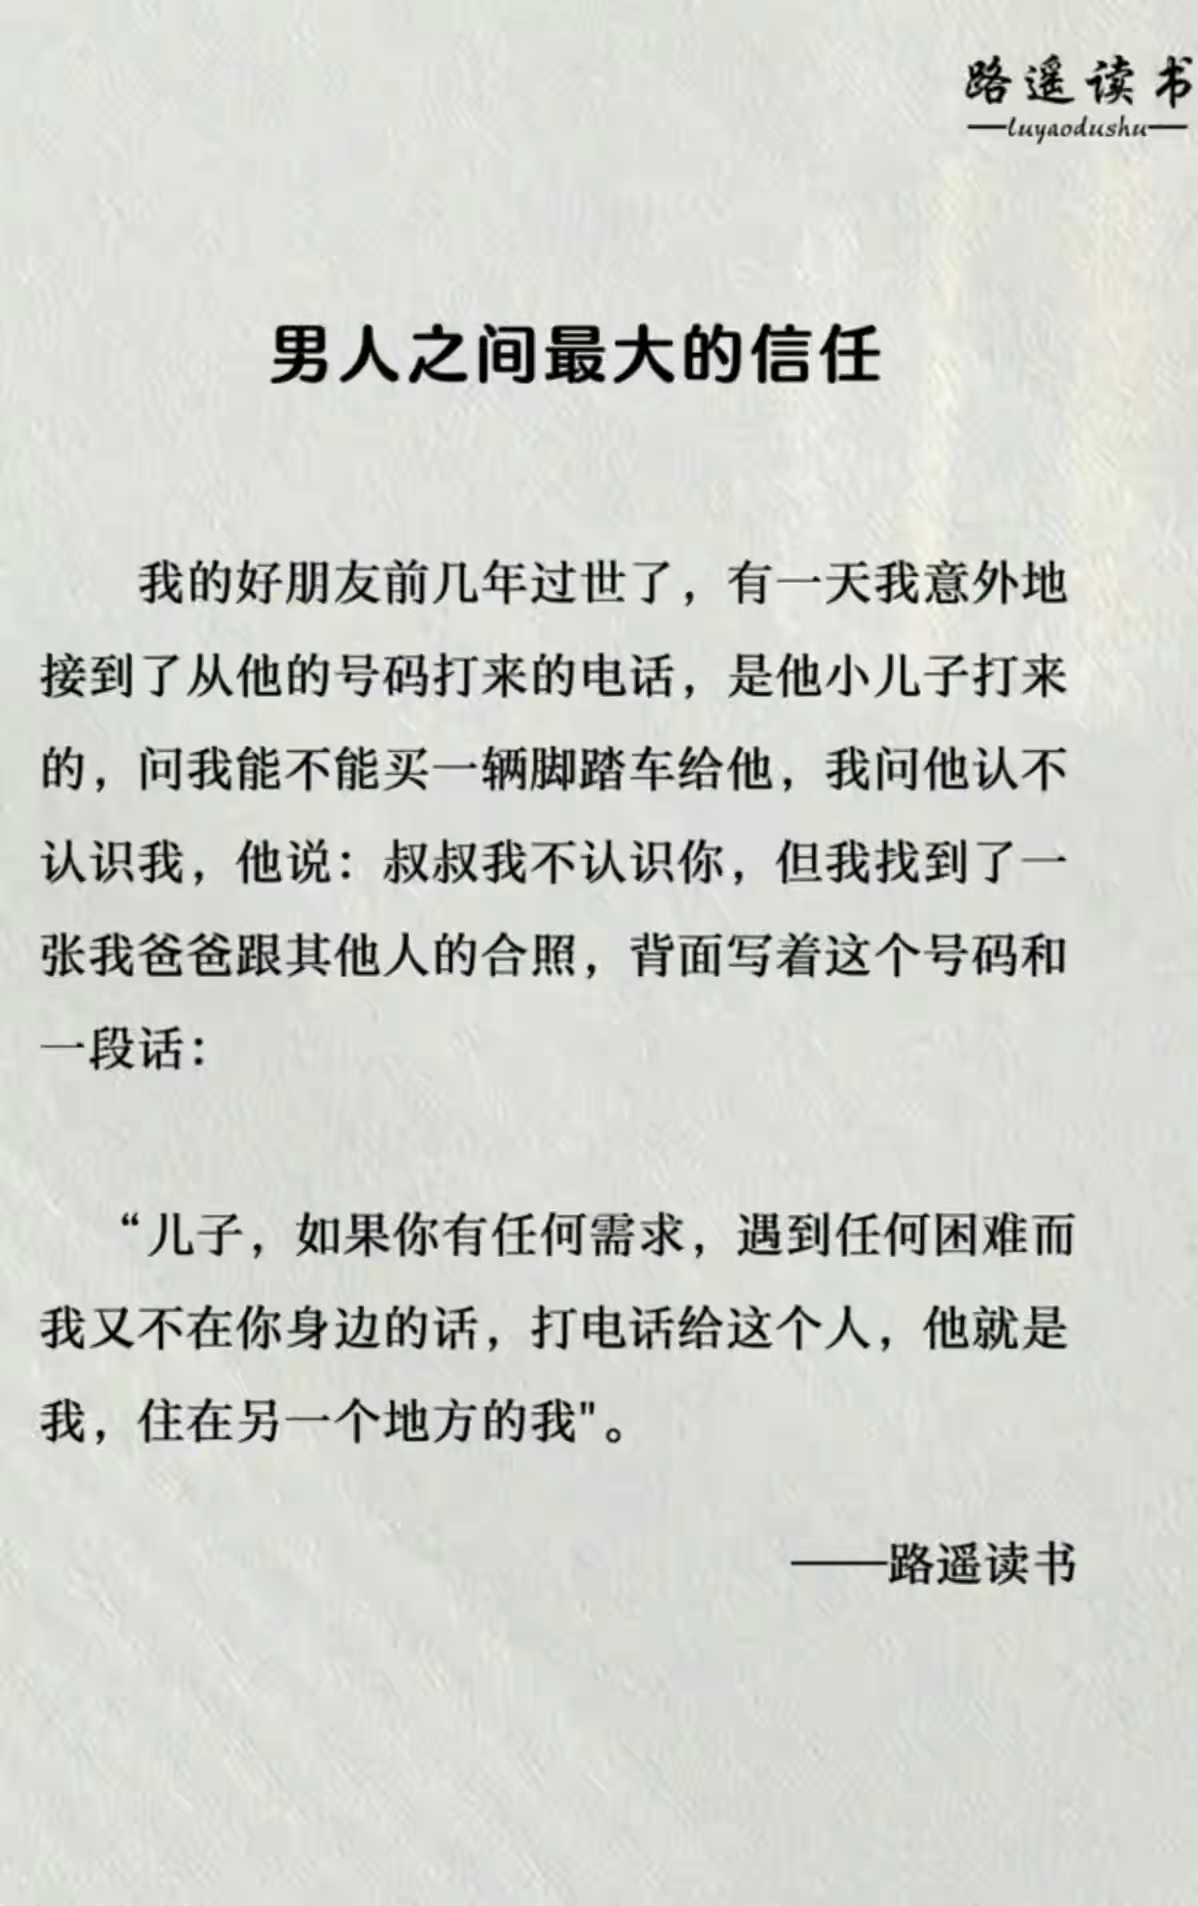 路遥读书
luyaodushu
男人之间最大的信任
我的好朋友前几年过世了，有一天我意外地
接到了从他的号码打来的电话，是他小儿子打来
的，问我能不能买一辆脚踏车给他，我问他认不
认识我，他说：叔叔我不认识你，但我找到了一
张我爸爸跟其他人的合照，背面写着这个号码和
一段话：
“儿子，如果你有任何需求，遇到任何困难而
我又不在你身边的话，打电话给这个人，他就是
我，住在另一个地方的我"。
——路遥读书